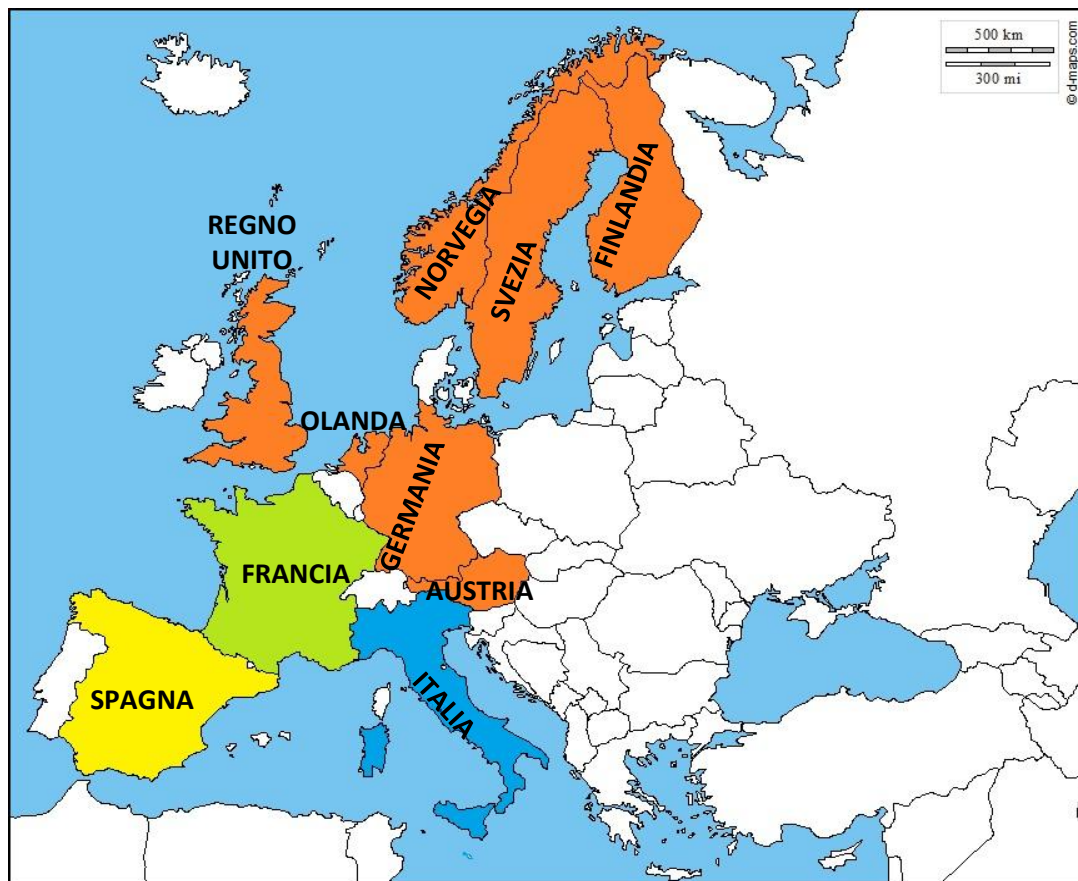 500 km
300 mi
© d-maps.com
REGNO
UNITO
NORVEGIA
SVEZIA
FINLANDIA
OLANDA
GERMANIA
FRANCIA
AUSTRIA
SPAGNA
ITALIA